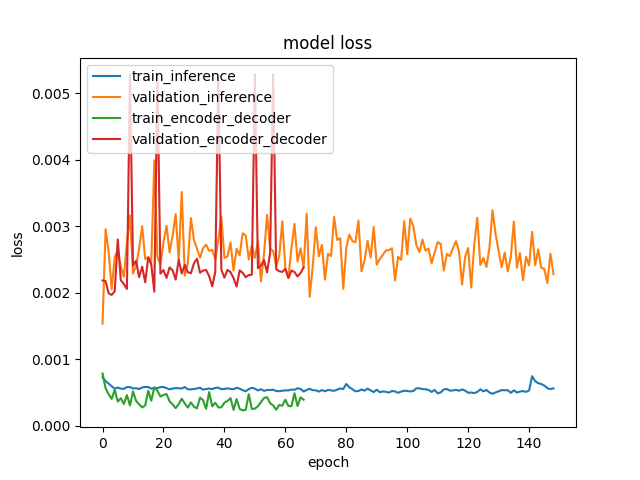 model loss
train_inference
validation_inference
train_encoder_decoder
validation_encoder_decoder
loss
0.005
0.004
0.003
0.002
0.001
0.000
0 20 40 60 80 100 120 140
epoch